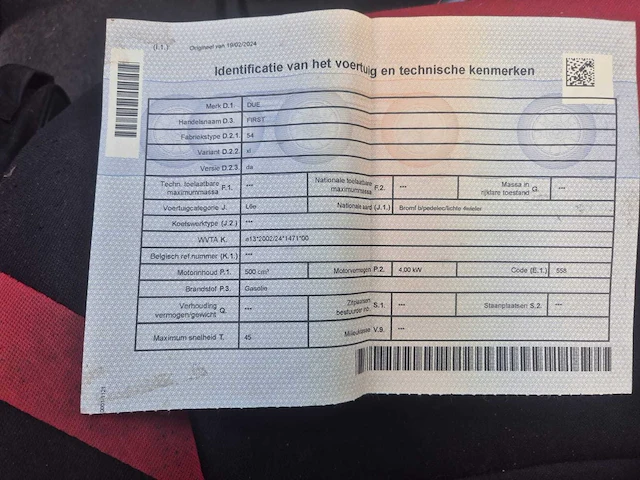 (I.1.) Origineel van 19/02/2024
Identificatie van het voertuig en technische kenmerken
Merk D.1. DUE
Handelsnaam D.3. FIRST
Fabriekstype D.2.1. 54
Variant D.2.2. xl
Versie D.2.3. da
Techn. toelaatbare maximummassa F.1. *** Nationale toelaatbare maximummassa F.2. *** Massa in rijklare toestand G. ***
Voertuigcategorie J. L6e Nationale aard (J.1.) Bromf b/pedelec/lichte 4wieler
Koetswerktype (J.2.) ***
WVTA K. e13*2002/24*1471*00
Belgisch ref nummer (K.1.) ***
Motorinhoud P.1. 500 cm³ Motorvermogen P.2. 4,00 kW Code (E.1.) 558
Brandstof P.3. Gasolie
Verhouding vermogen/gewicht Q. *** Zitplaatsen bestuurder inb. S.1. *** Staanplaatsen S.2. ***
Maximum snelheid T. 45 Milieuklasse V.9. ***